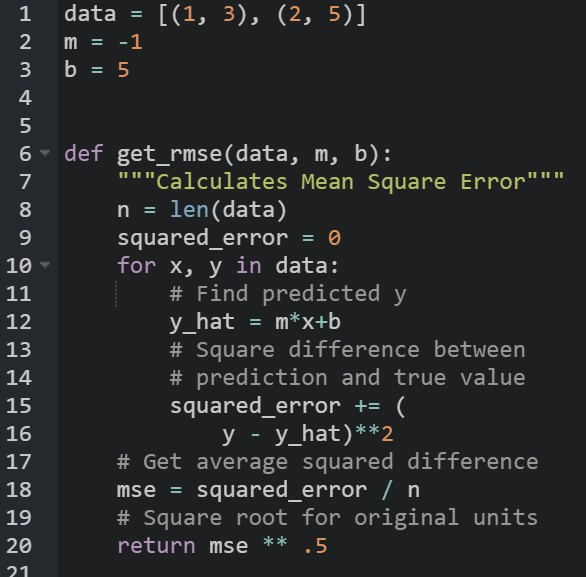 1 data = [(1, 3), (2, 5)]
2 m = -1
3 b = 5
4
5
6 def get_rmse(data, m, b):
7     """Calculates Mean Square Error"""
8     n = len(data)
9     squared_error = 0
10     for x, y in data:
11         # Find predicted y
12         y_hat = m*x+b
13         # Square difference between
14         # prediction and true value
15         squared_error += (
16             y - y_hat)**2
17     # Get average squared difference
18     mse = squared_error / n
19     # Square root for original units
20     return mse ** .5
21